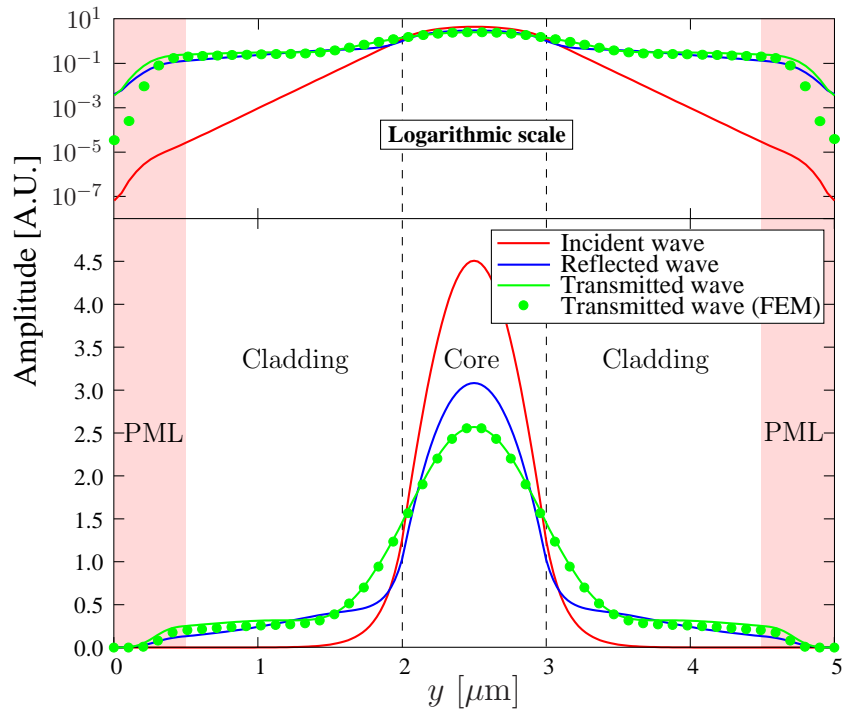 10^1
10^{-1}
10^{-3}
10^{-5}
10^{-7}
Logarithmic scale
Amplitude [A.U.]
Incident wave
Reflected wave
Transmitted wave
Transmitted wave (FEM)
4.5
4.0
3.5
3.0
2.5
2.0
1.5
1.0
0.5
0.0
Cladding
Core
Cladding
PML
PML
0
1
2
3
4
5
y [μm]